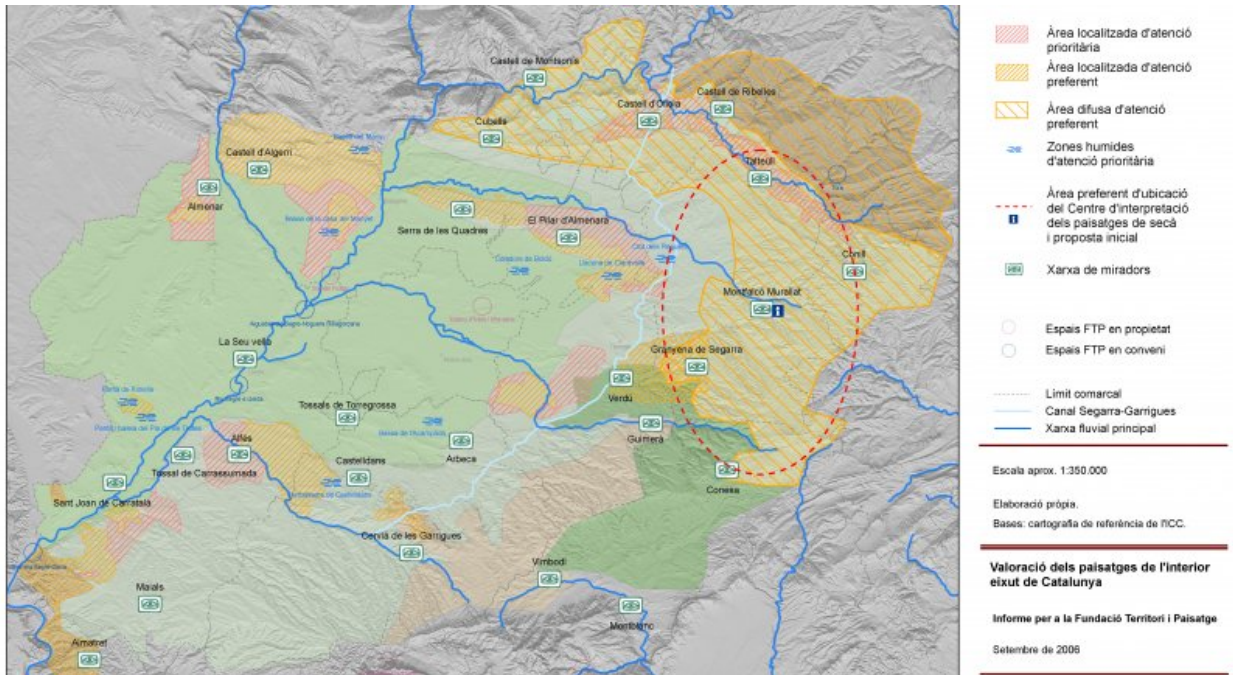 Castell de Montsonís
Castell de Ribelles
Castell d'Oliola
Cubells
Talteüll
Castell d'Algerri
Almenar
Serra de les Quadres
El Pilar d'Almenara
Conill
Montfalcó Murallat
La Seu vella
Granyena de Segarra
Verdú
Tossals de Torregrossa
Guimerà
Alfés
Arbeca
Tossal de Carrassumada
Castelldans
Conesa
Sant Joan de Carratalà
Cervià de les Garrigues
Vimbodí
Maials
Montblanc
Almatret
Àrea localitzada d'atenció
prioritària
Àrea localitzada d'atenció
preferent
Àrea difusa d'atenció
preferent
Zones humides
d'atenció prioritària
Àrea preferent d'ubicació
del Centre d'interpretació
dels paisatges de secà
i proposta inicial
Xarxa de miradors
Espais FTP en propietat
Espais FTP en conveni
Límit comarcal
Canal Segarra-Garrigues
Xarxa fluvial principal
Escala aprox. 1:350.000
Elaboració pròpia.
Bases: cartografia de referència de l'ICC.
Valoració dels paisatges de l'interior
eixut de Catalunya
Informe per a la Fundació Territori i Paisatge
Setembre de 2006